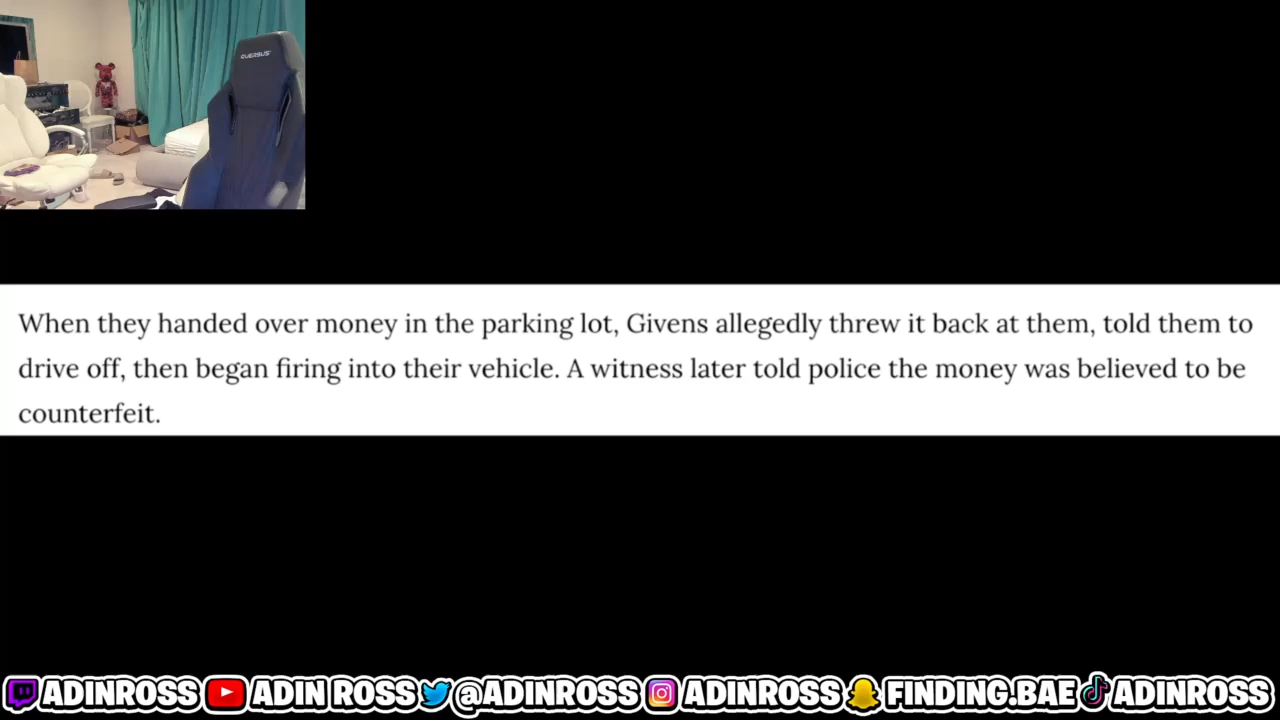 QUERSUS
When they handed over money in the parking lot, Givens allegedly threw it back at them, told them to
drive off, then began firing into their vehicle. A witness later told police the money was believed to be
counterfeit.
ADINROSS ADIN ROSS @ADINROSS ADINROSS FINDING.BAE ADINROSS